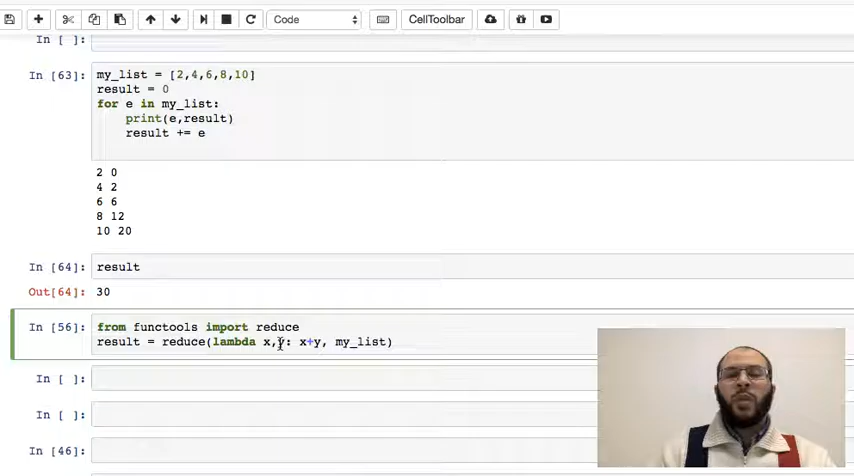 Code
CellToolbar
In [ ]:
In [63]:
my_list = [2,4,6,8,10]
result = 0
for e in my_list:
    print(e,result)
    result += e
2 0
4 2
6 6
8 12
10 20
In [64]:
result
Out[64]:
30
In [56]:
from functools import reduce
result = reduce(lambda x,y: x+y, my_list)
In [ ]:
In [ ]:
In [46]: